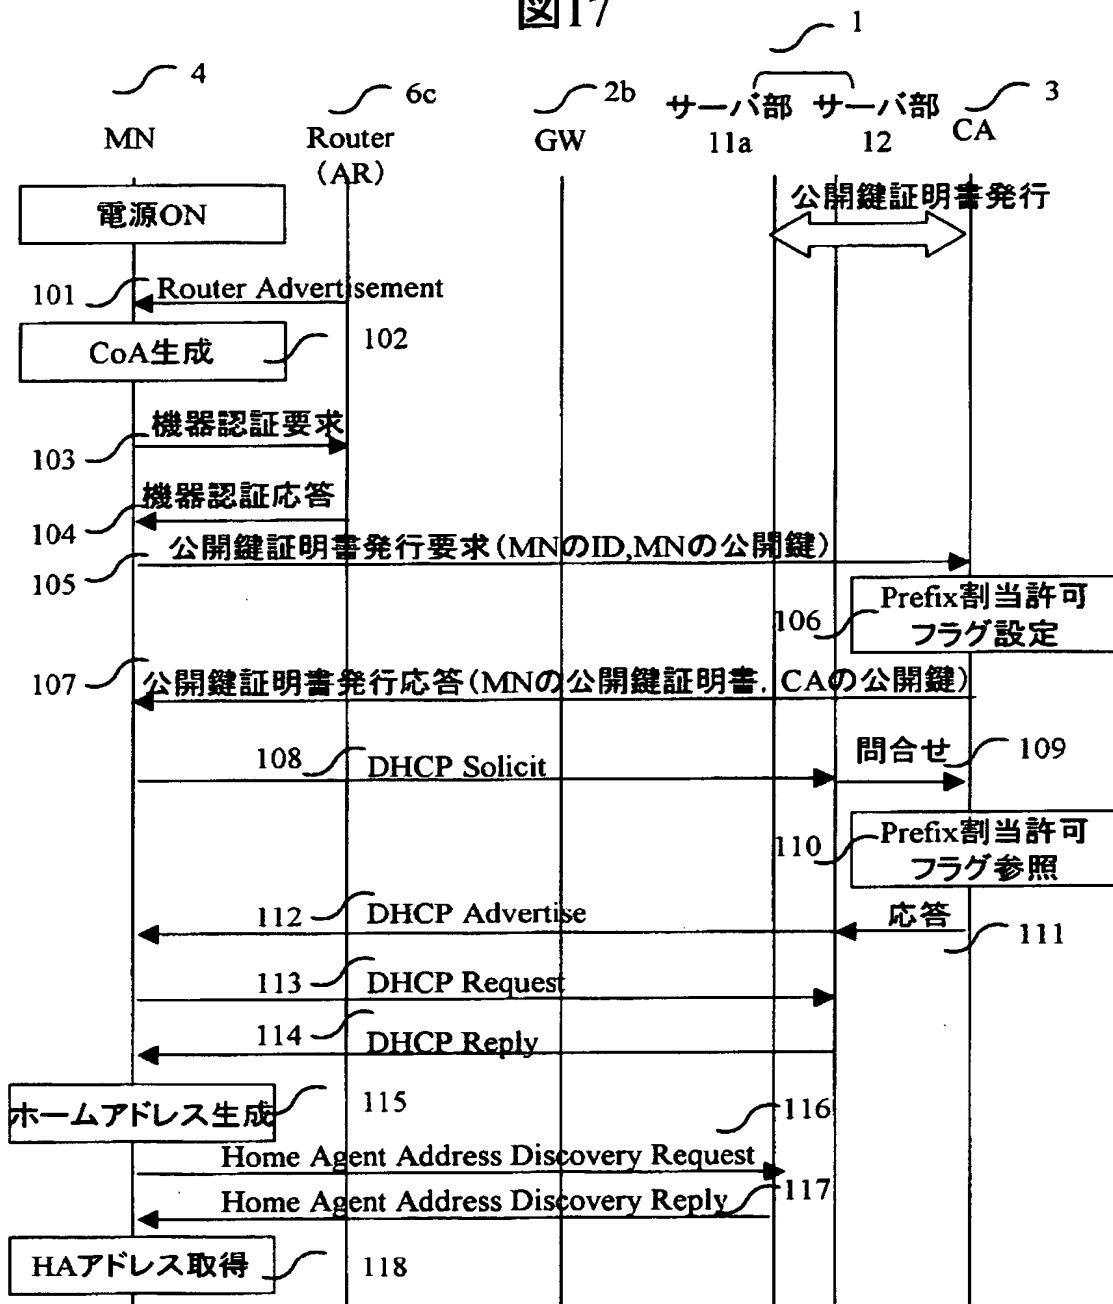 図17
1
4
6c
2b
3
MN
Router
(AR)
GW
サーバ部
11a
サーバ部
12
CA
電源ON
公開鍵証明書発行
101
Router Advertisement
CoA生成
102
機器認証要求
103
機器認証応答
104
公開鍵証明書発行要求(MNのID,MNの公開鍵)
105
Prefix割当許可
フラグ設定
106
107
公開鍵証明書発行応答(MNの公開鍵証明書, CAの公開鍵)
108
DHCP Solicit
問合せ
109
Prefix割当許可
フラグ参照
110
112
DHCP Advertise
応答
111
113
DHCP Request
114
DHCP Reply
ホームアドレス生成
115
116
Home Agent Address Discovery Request
Home Agent Address Discovery Reply
117
HAアドレス取得
118